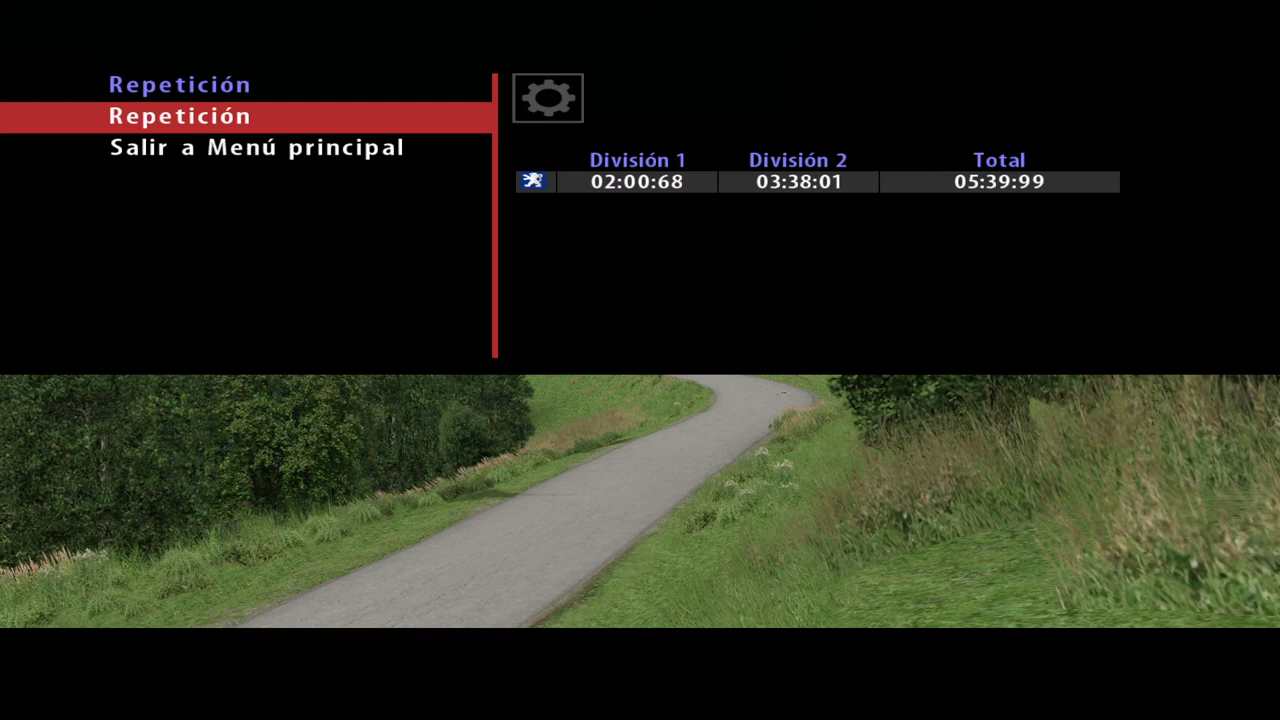 Repetición
Repetición
Salir a Menú principal
División 1 División 2 Total
02:00:68 03:38:01 05:39:99